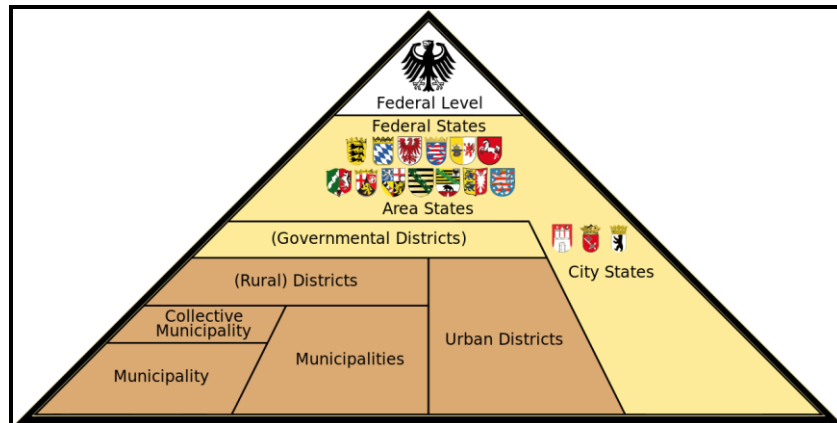 Federal Level
Federal States
Area States
(Governmental Districts)
City States
(Rural) Districts
Collective
Municipality
Urban Districts
Municipalities
Municipality